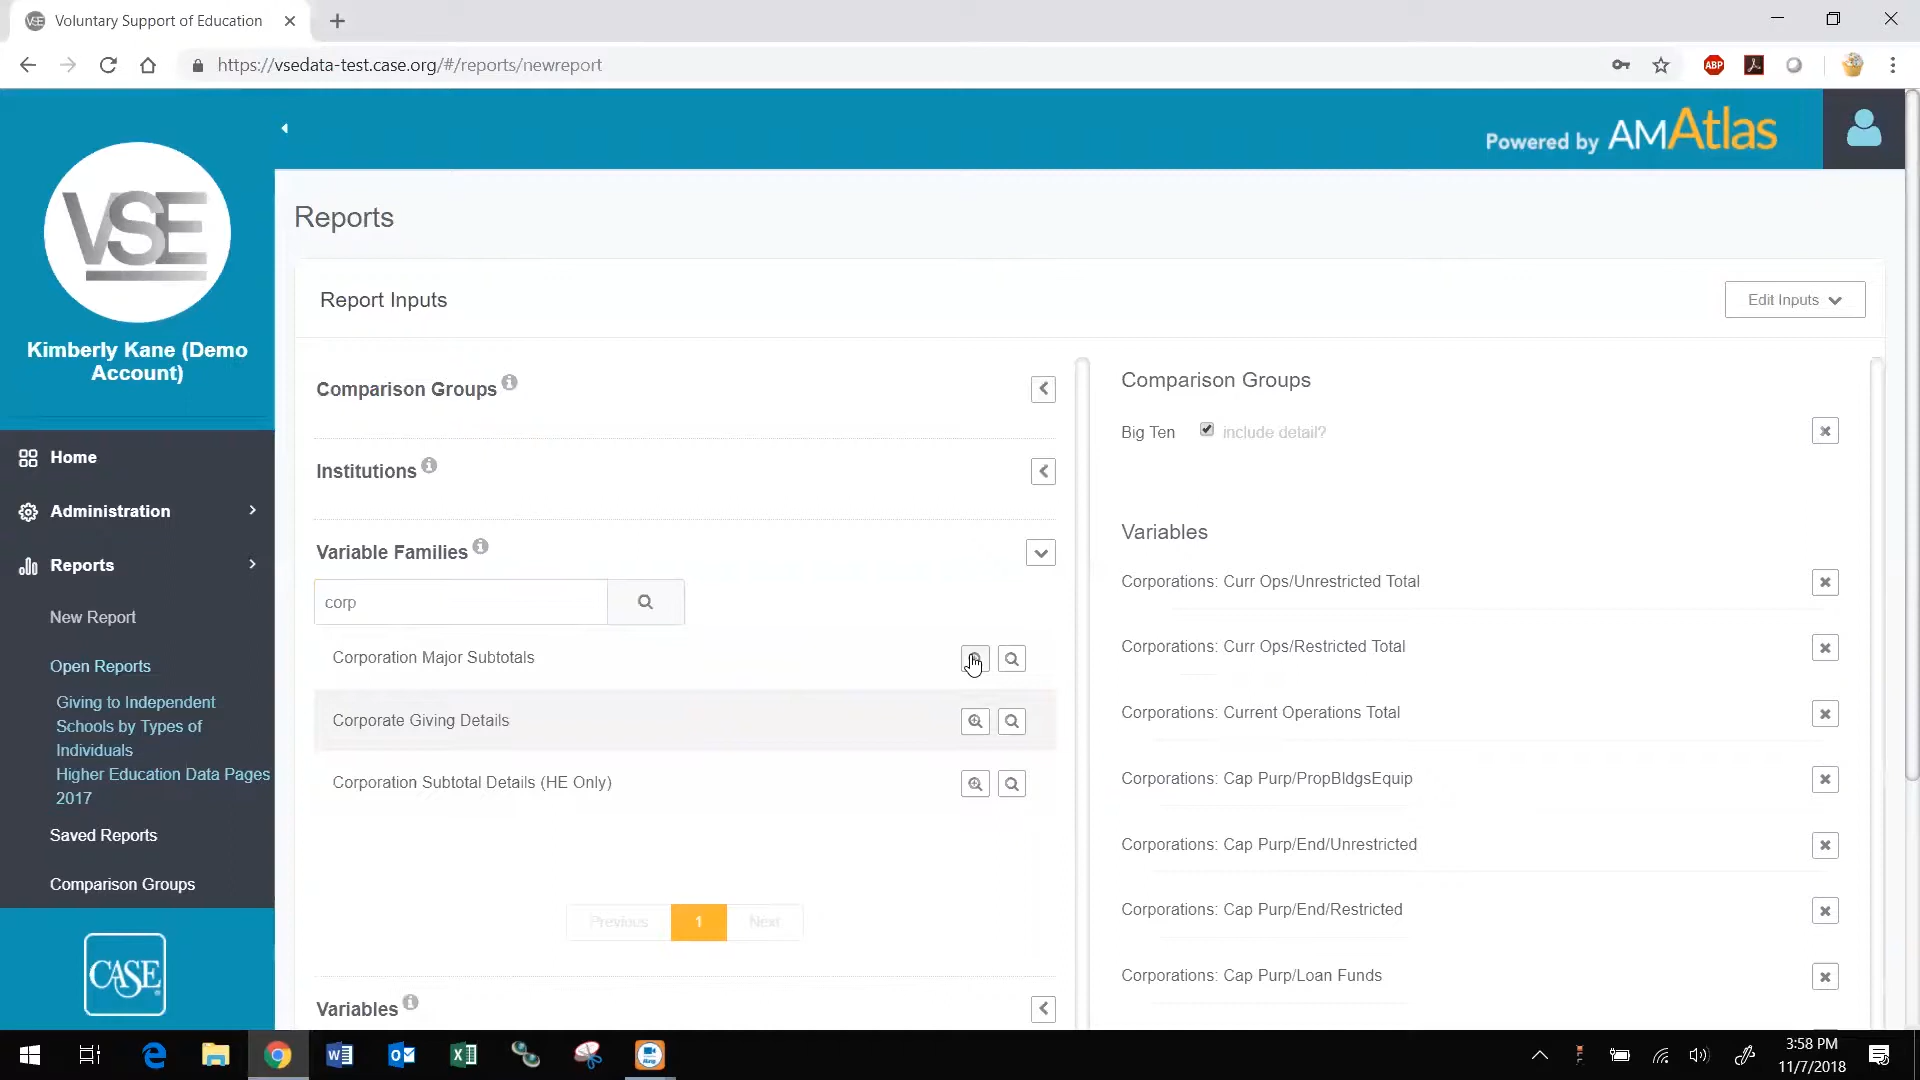 Voluntary Support of Education
https://vsedata-test.case.org/#/reports/newreport
ABP
Powered by AMAtlas
VSE
Kimberly Kane (Demo
Account)
Home
Administration
Reports
New Report
Open Reports
Giving to Independent
Schools by Types of
Individuals
Higher Education Data Pages
2017
Saved Reports
Comparison Groups
CASE
Reports
Report Inputs
Edit Inputs
Comparison Groups
Institutions
Variable Families
corp
Corporation Major Subtotals
Corporate Giving Details
Corporation Subtotal Details (HE Only)
Previous 1 Next
Variables
Comparison Groups
Big Ten include detail?
Variables
Corporations: Curr Ops/Unrestricted Total
Corporations: Curr Ops/Restricted Total
Corporations: Current Operations Total
Corporations: Cap Purp/PropBldgsEquip
Corporations: Cap Purp/End/Unrestricted
Corporations: Cap Purp/End/Restricted
Corporations: Cap Purp/Loan Funds
3:58 PM
11/7/2018